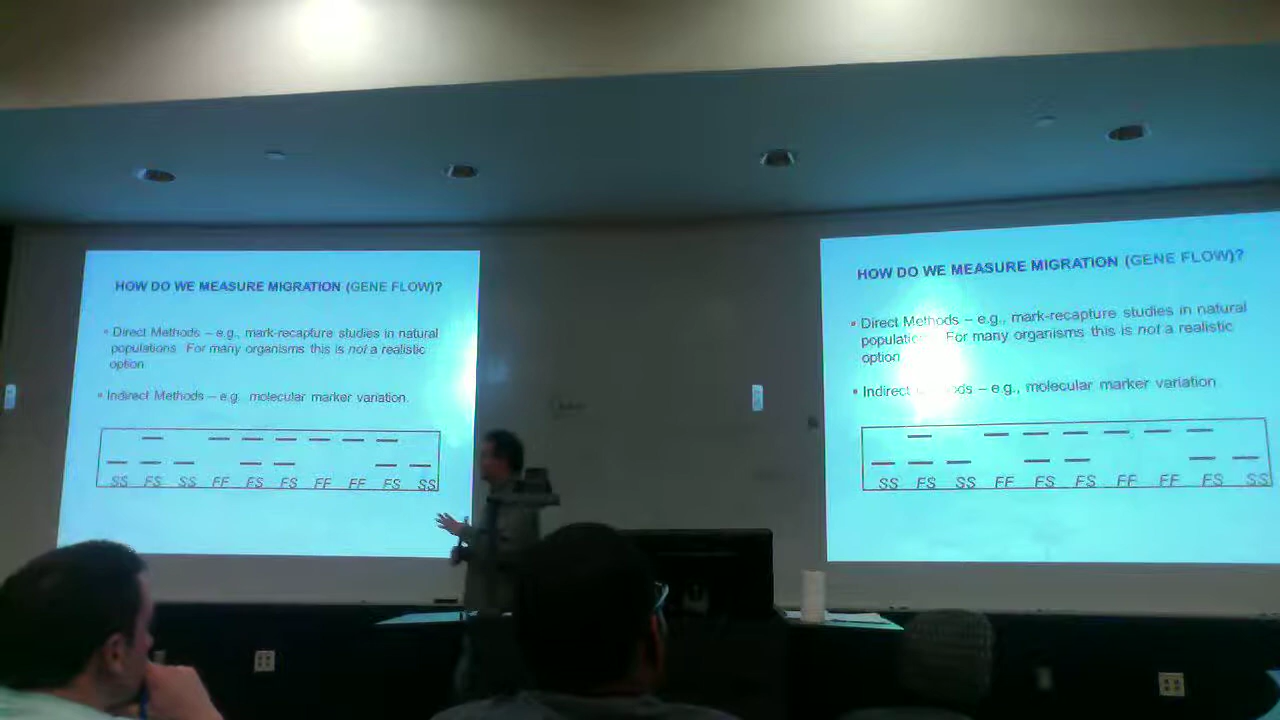 HOW DO WE MEASURE MIGRATION (GENE FLOW)?
• Direct Methods – e.g., mark-recapture studies in natural
populations. For many organisms this is not a realistic
option.
• Indirect Methods – e.g. molecular marker variation.
SS FS SS FF FS FS FF FF FS SS
HOW DO WE MEASURE MIGRATION (GENE FLOW)?
• Direct Methods – e.g., mark-recapture studies in natural
For many organisms this is not a realistic
option
• Indirect – e.g., molecular marker variation
SS FS SS FF FS FS FF FF FS SS